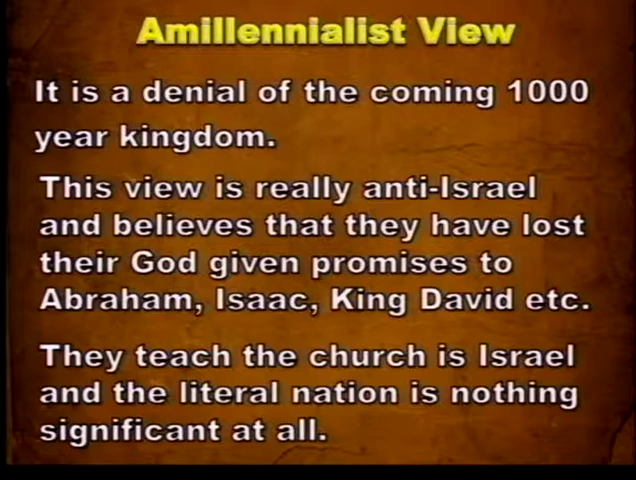 Amillennialist View
It is a denial of the coming 1000
year kingdom.
This view is really anti-Israel
and believes that they have lost
their God given promises to
Abraham, Isaac, King David etc.
They teach the church is Israel
and the literal nation is nothing
significant at all.